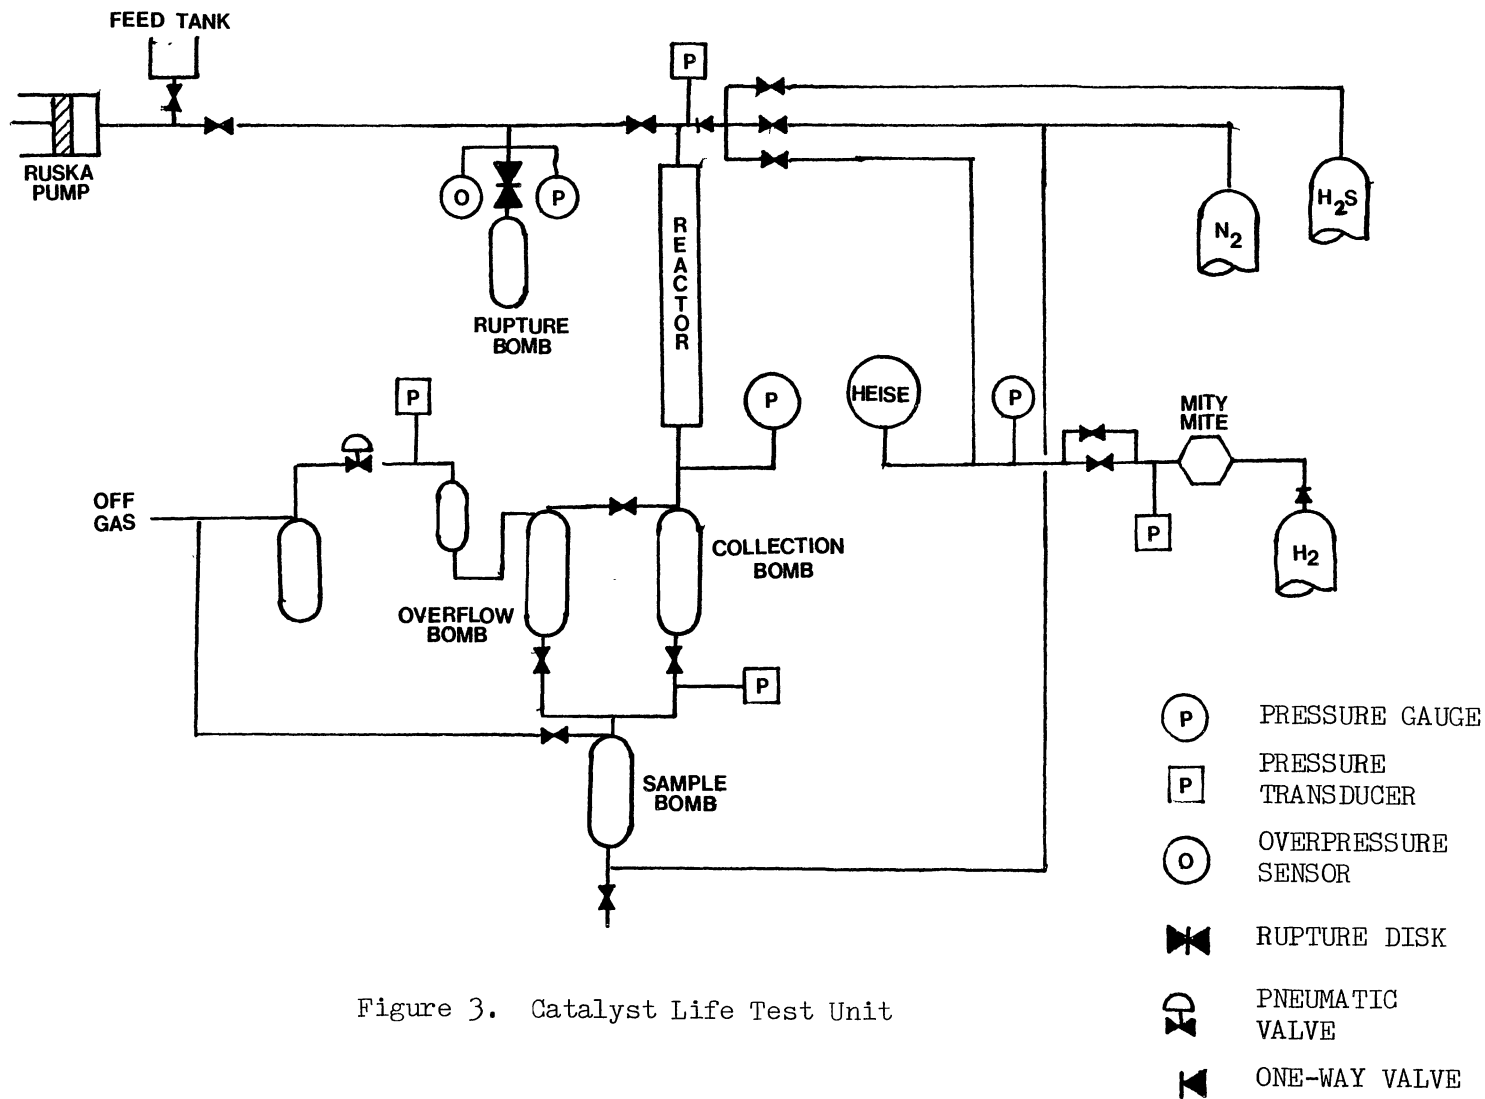 FEED TANK
P
RUSKA
PUMP
O
P
RUPTURE
BOMB
REACTOR
H2S
N2
P
P
HEISE
P
MITY
MITE
OFF
GAS
P
H2
COLLECTION
BOMB
OVERFLOW
BOMB
P
SAMPLE
BOMB
P PRESSURE GAUGE
P PRESSURE
TRANSDUCER
O OVERPRESSURE
SENSOR
RUPTURE DISK
PNEUMATIC
VALVE
ONE-WAY VALVE
Figure 3. Catalyst Life Test Unit